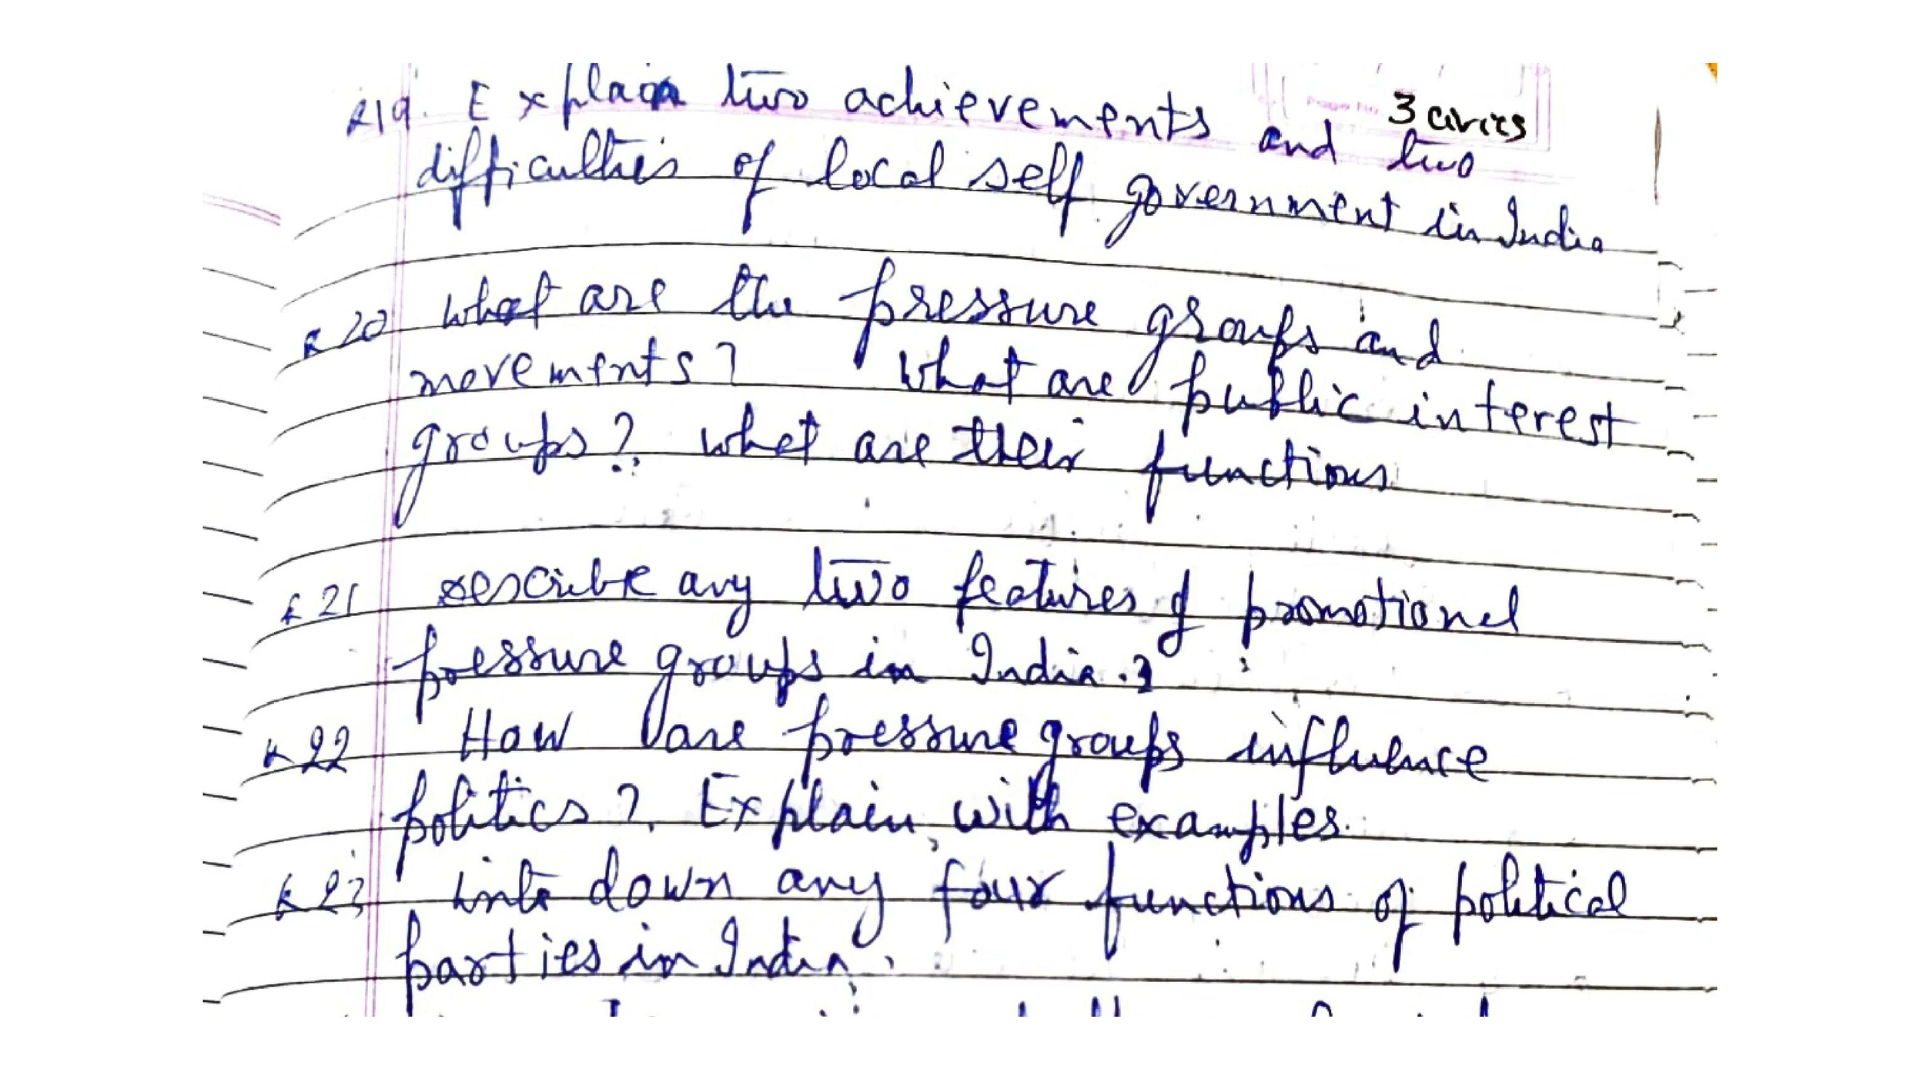 3 civics
Q19. Explain two achievements and two
difficulties of local self government in India
Q20 What are the pressure groups and
movements? What are public interest
groups? What are their functions
Q21 Describe any two features of promotional
pressure groups in India.?
Q22 How are pressure groups influence
politics?. Explain with examples.
Q23 down any four functions of political
parties in India.